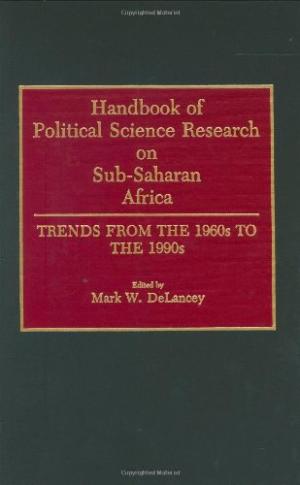 Handbook of
Political Science Research
on
Sub-Saharan
Africa
TRENDS FROM THE 1960s TO
THE 1990s
Edited by
Mark W. DeLancey